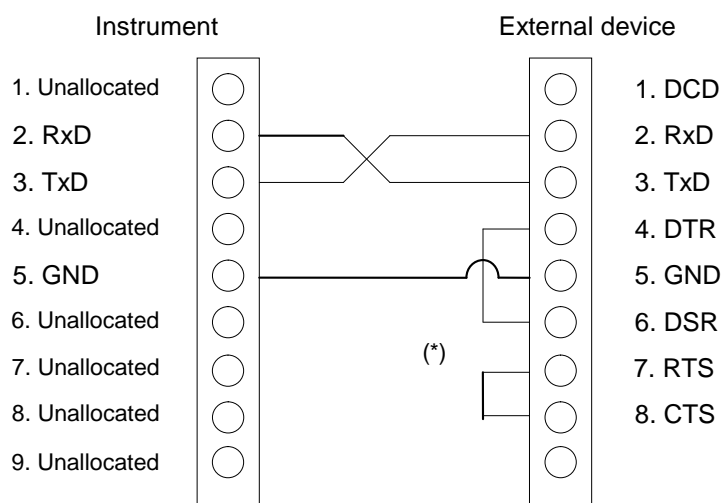 Instrument External device
1. Unallocated 1. DCD
2. RxD 2. RxD
3. TxD 3. TxD
4. Unallocated 4. DTR
5. GND 5. GND
6. Unallocated 6. DSR
(*)
7. Unallocated 7. RTS
8. Unallocated 8. CTS
9. Unallocated